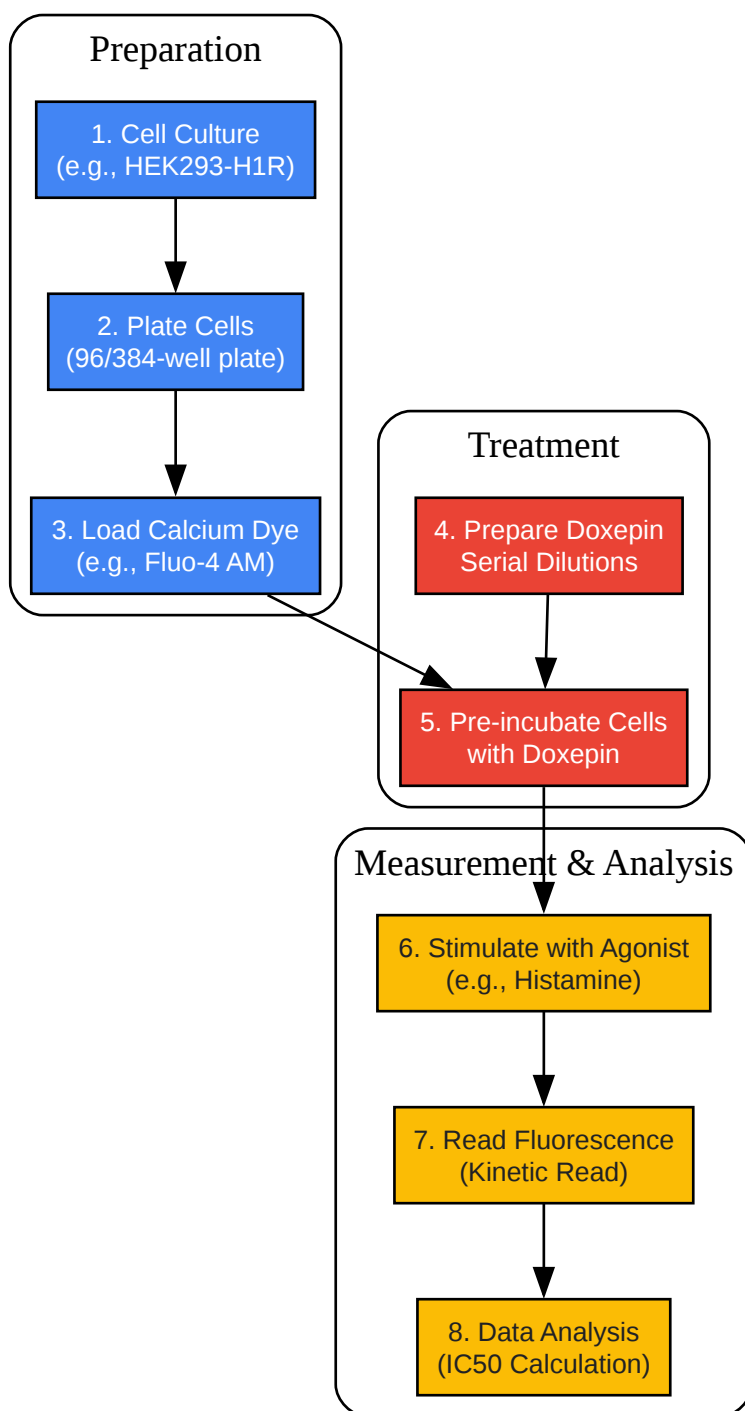 Preparation
1. Cell Culture
(e.g., HEK293-H1R)
2. Plate Cells
(96/384-well plate)
3. Load Calcium Dye
(e.g., Fluo-4 AM)
Treatment
4. Prepare Doxepin
Serial Dilutions
5. Pre-incubate Cells
with Doxepin
Measurement & Analysis
6. Stimulate with Agonist
(e.g., Histamine)
7. Read Fluorescence
(Kinetic Read)
8. Data Analysis
(IC50 Calculation)